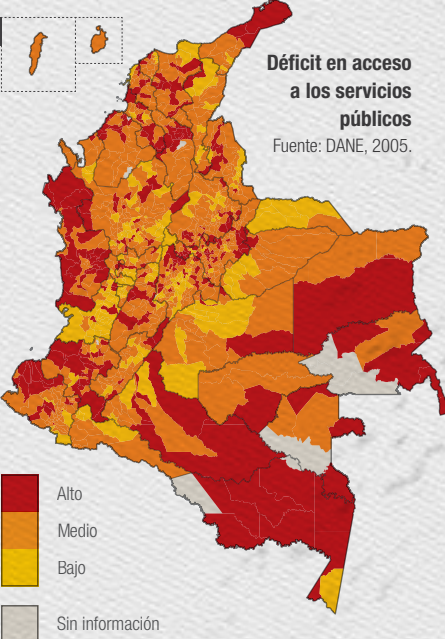 Déficit en acceso
a los servicios
públicos
Fuente: DANE, 2005.
Alto
Medio
Bajo
Sin información